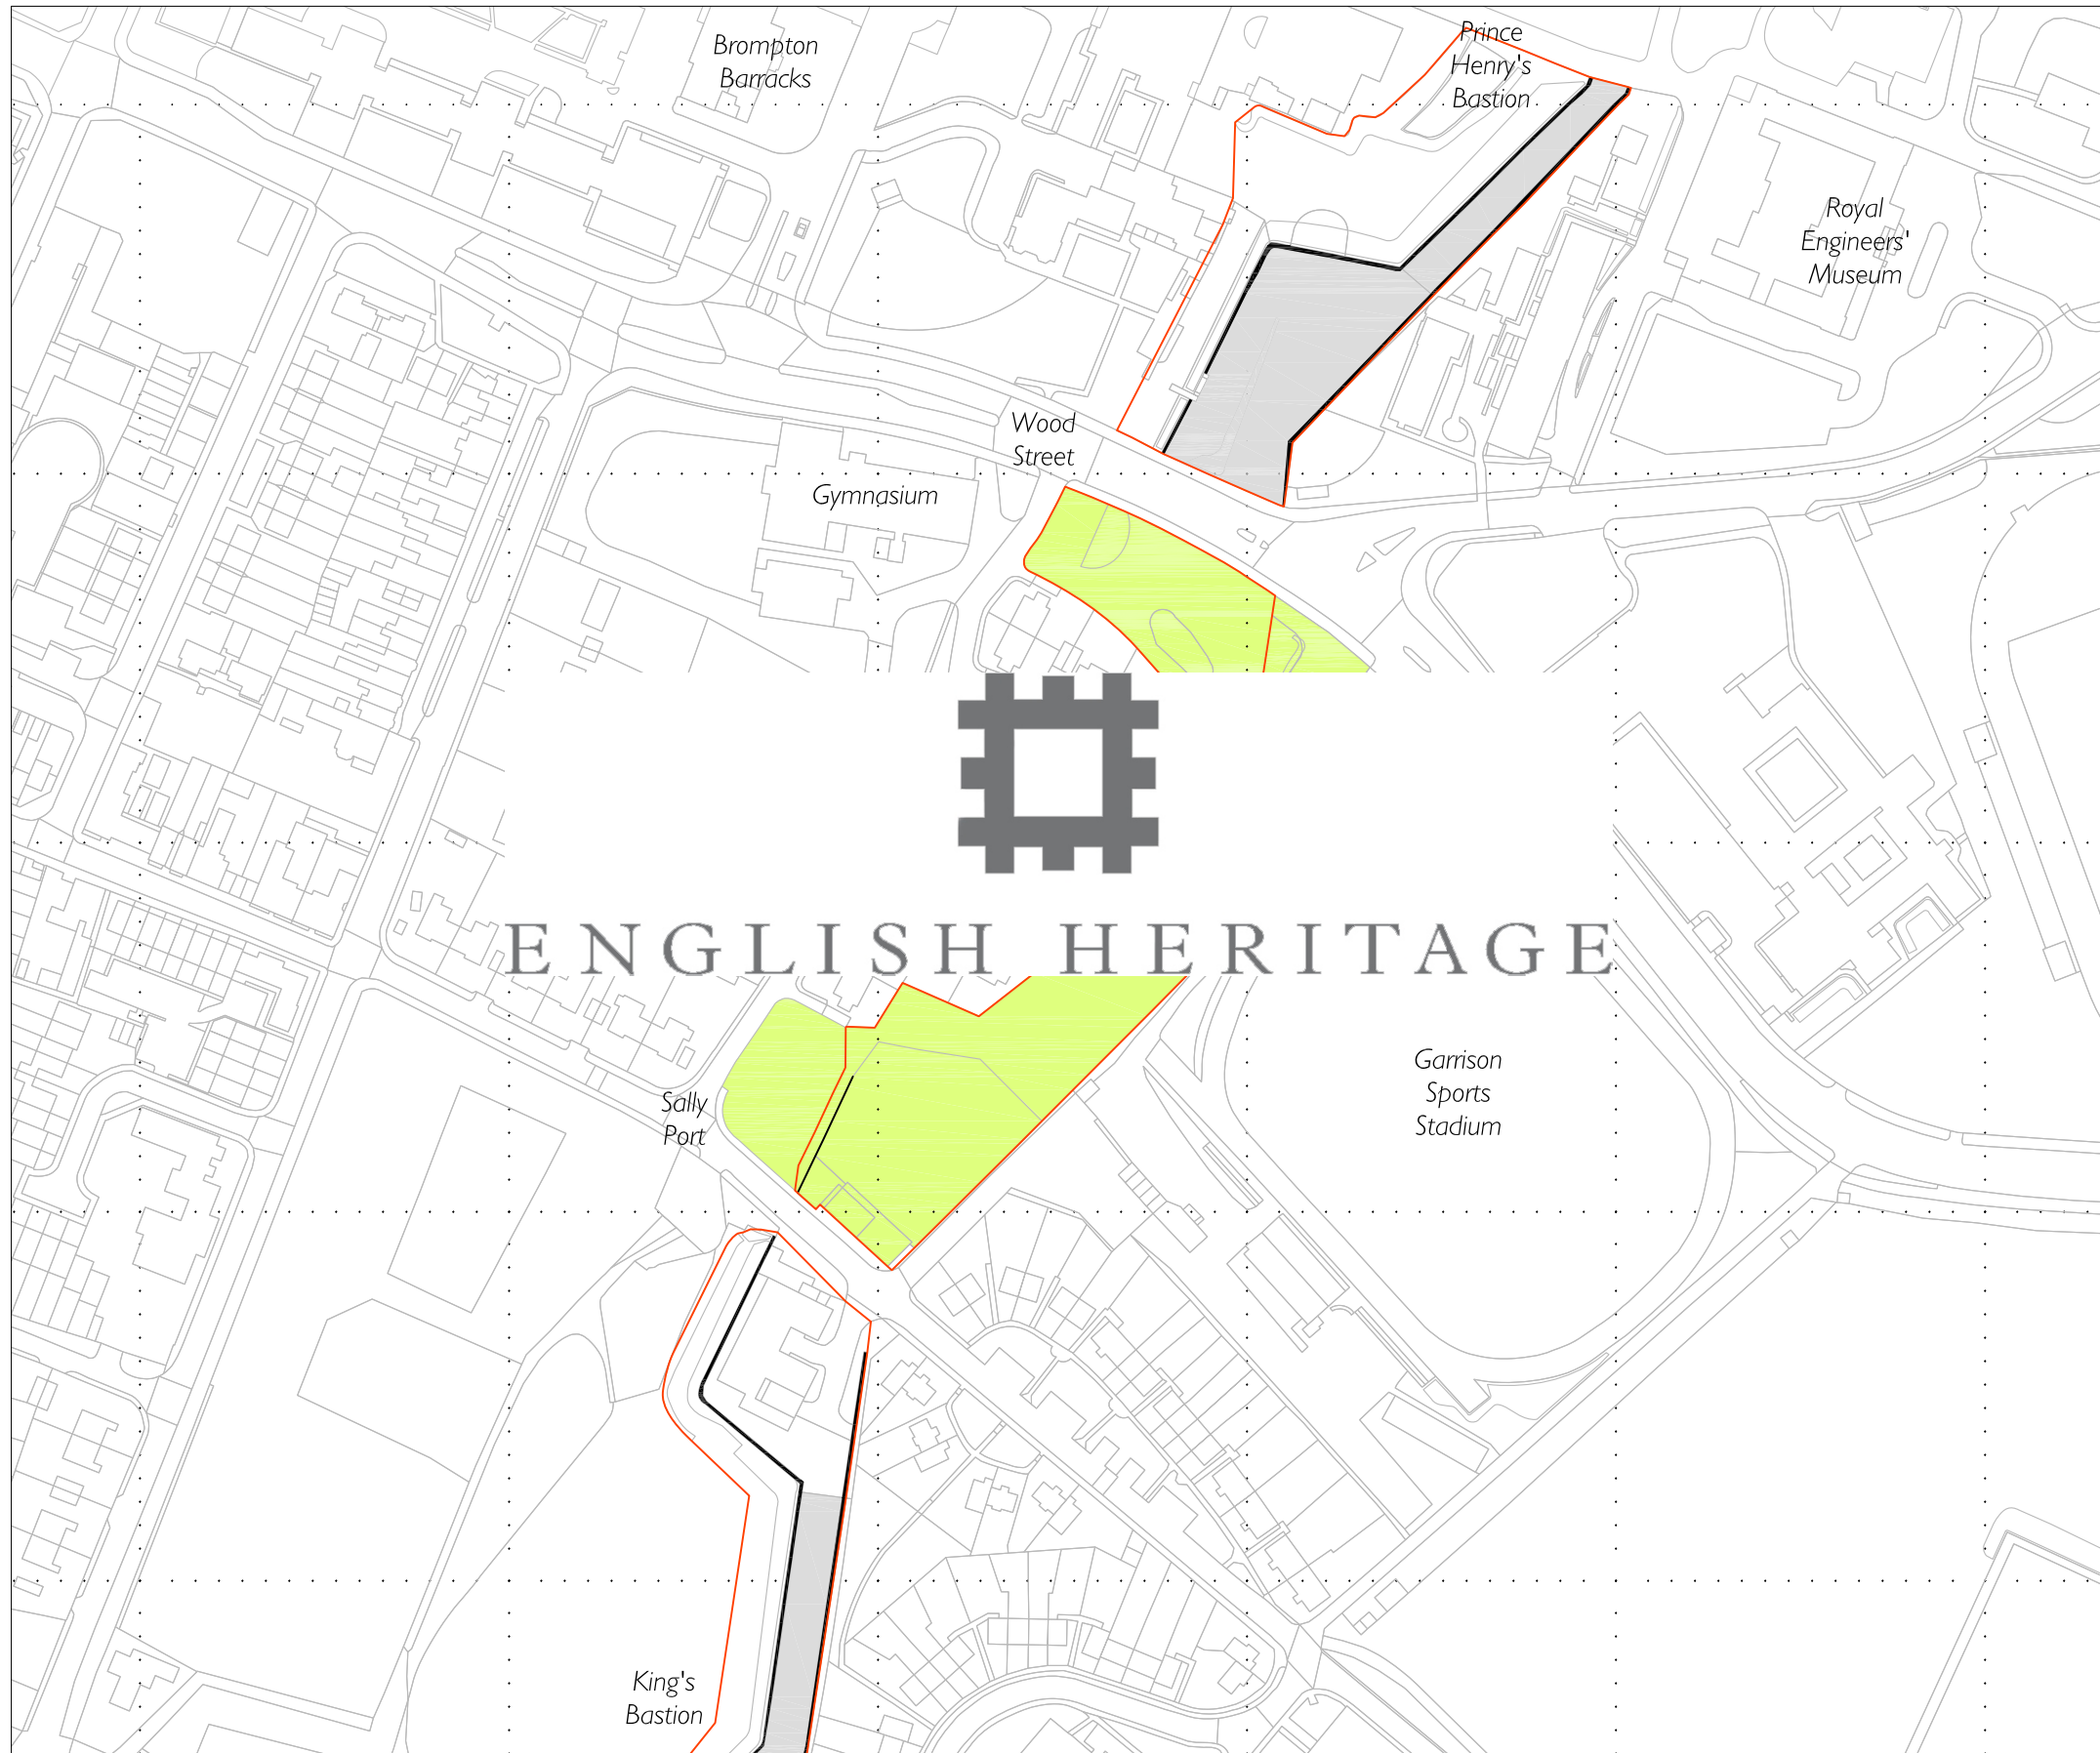 Prince
Henry's
Bastion
Brompton
Barracks
Royal
Engineers'
Museum
Wood
Street
Gymnasium
ENGLISH HERITAGE
Garrison
Sports
Stadium
Sally
Port
King's
Bastion